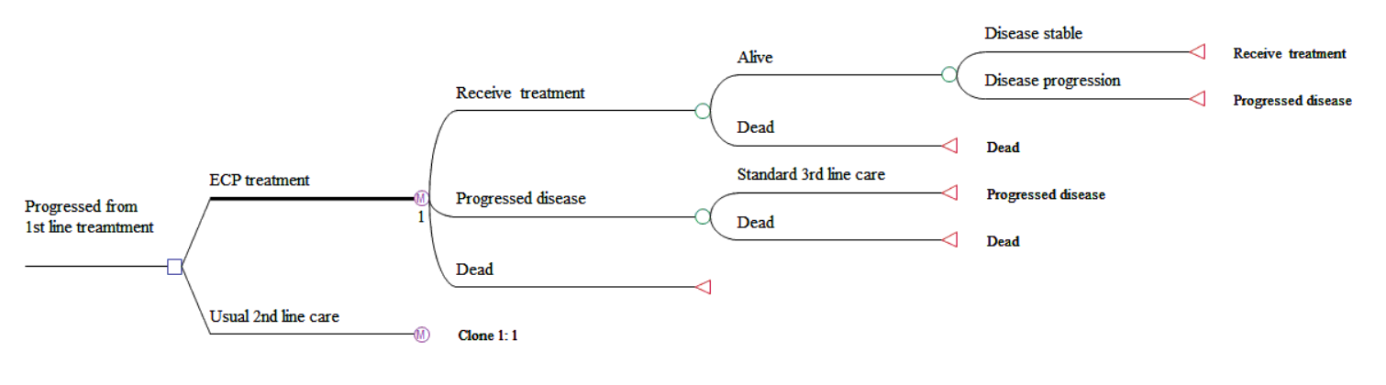 Disease stable
Receive treatment
Alive
Disease progression
Receive treatment
Progressed disease
Dead
Dead
Standard 3rd line care
ECP treatment
Progressed disease
Progressed disease
M
1
Progressed from
1st line treamtment
Dead
Dead
Dead
Usual 2nd line care
M
Clone 1: 1